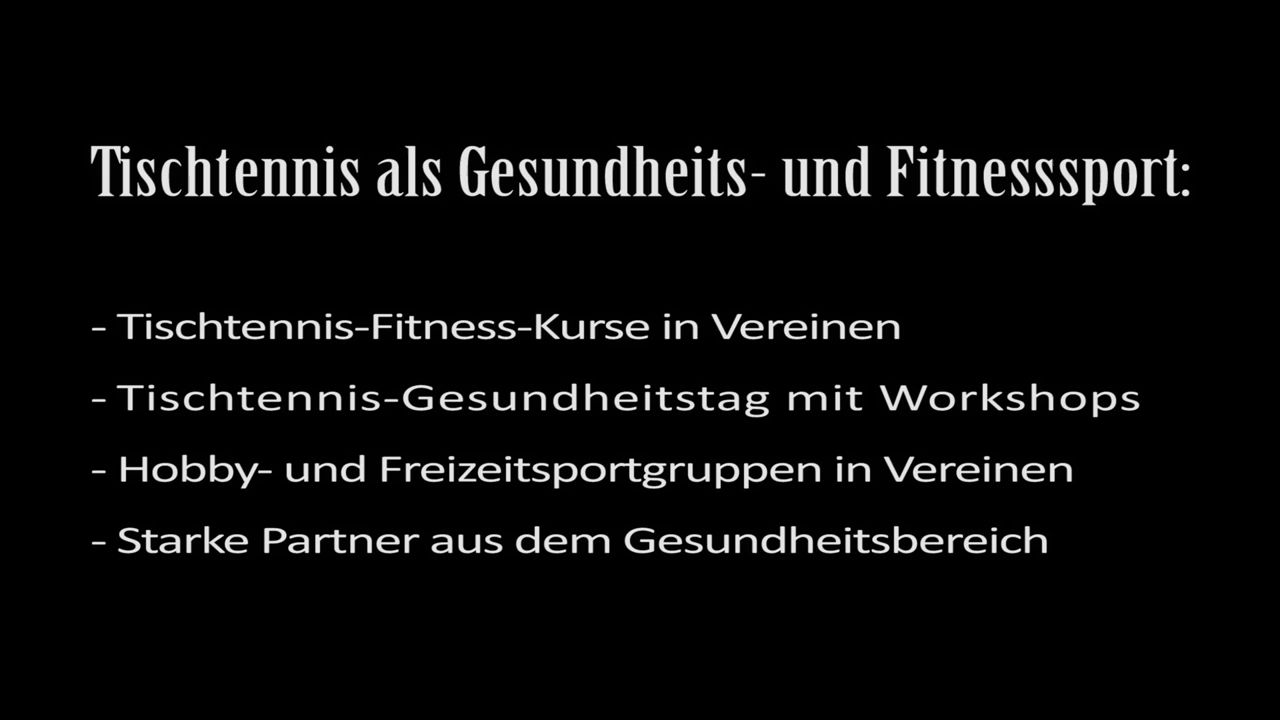 Tischtennis als Gesundheits- und Fitnesssport:
- Tischtennis-Fitness-Kurse in Vereinen
- Tischtennis-Gesundheitstag mit Workshops
- Hobby- und Freizeitsportgruppen in Vereinen
- Starke Partner aus dem Gesundheitsbereich